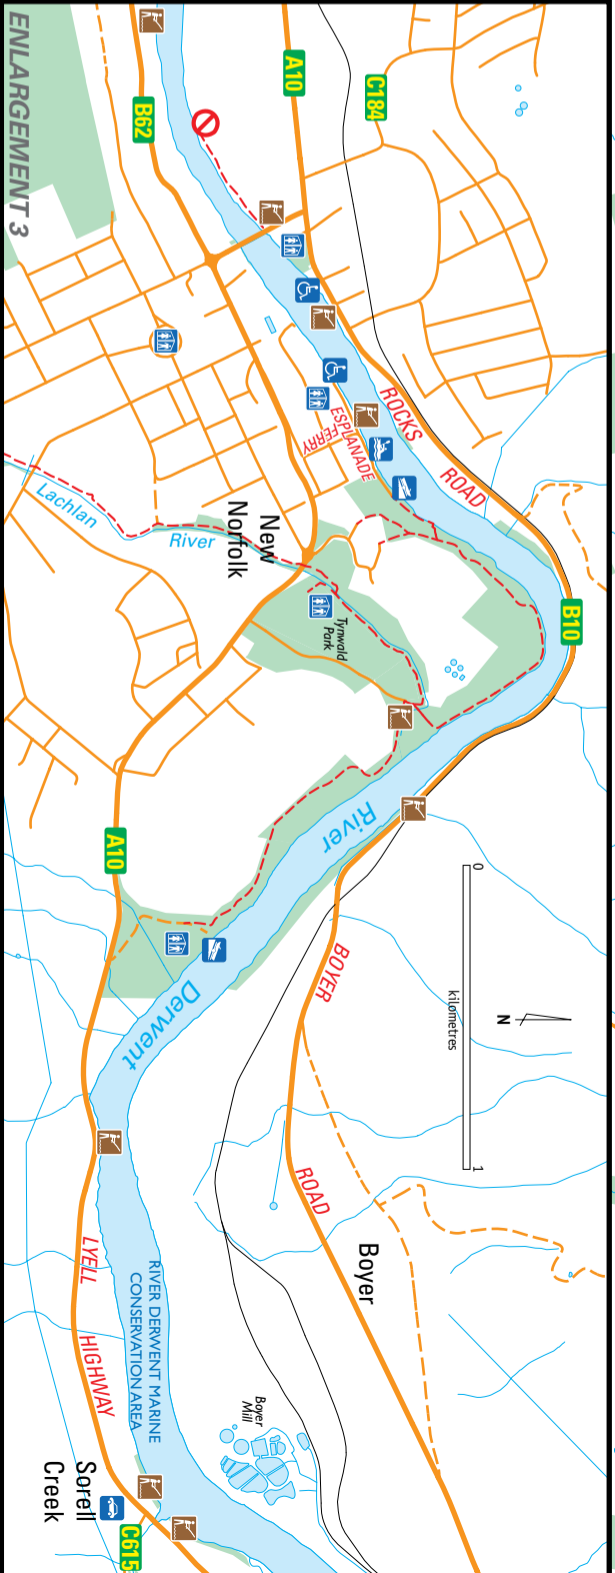 ENLARGEMENT 3
B62
A10
C184
ROCKS
ROAD
ESPLANADE
FERRY
B10
Lachlan
River
New
Norfolk
Tynwald
Park
River
Derwent
A10
BOYER
ROAD
0
1
kilometres
N
Boyer
LYELL
HIGHWAY
RIVER DERWENT MARINE
CONSERVATION AREA
Boyer
Mill
Sorell
Creek
C615